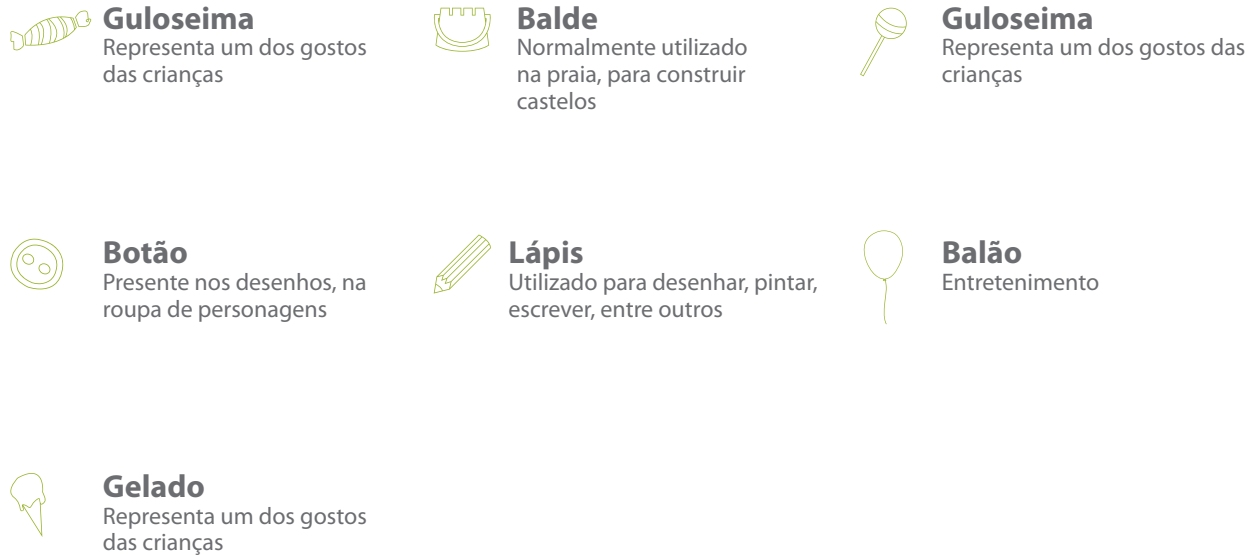 Guloseima
Representa um dos gostos
das crianças
Balde
Normalmente utilizado
na praia, para construir
castelos
Guloseima
Representa um dos gostos das
crianças
Botão
Presente nos desenhos, na
roupa de personagens
Lápis
Utilizado para desenhar, pintar,
escrever, entre outros
Balão
Entretenimento
Gelado
Representa um dos gostos
das crianças